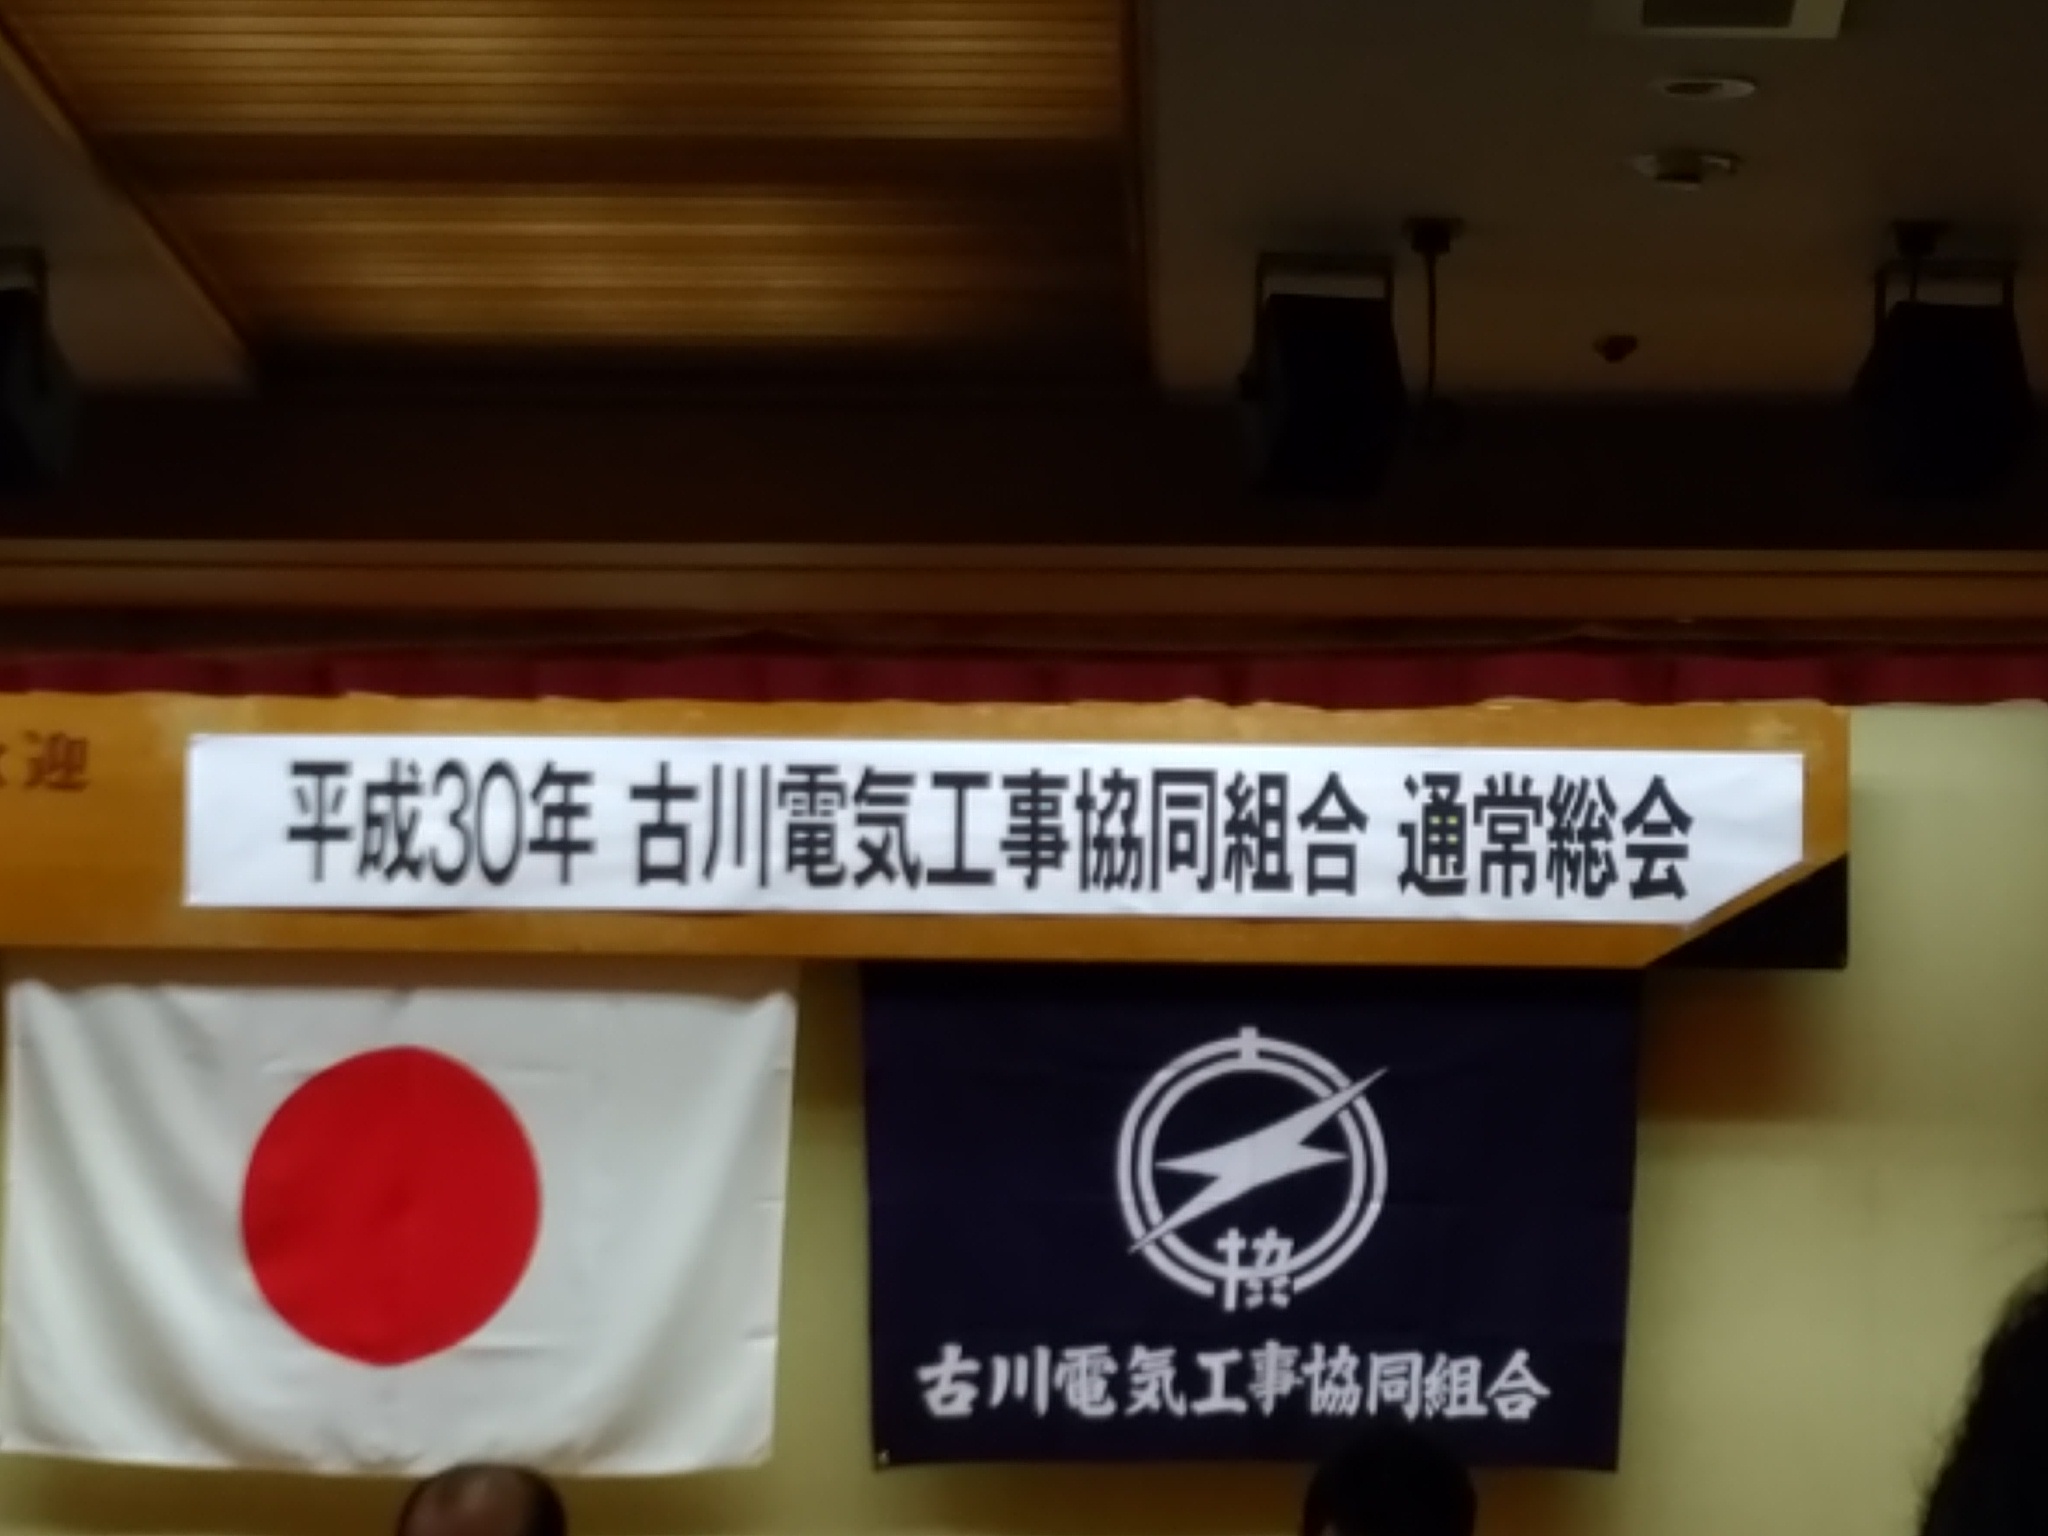 迎
平成30年 古川電気工事協同組合 通常総会
協
古川電気工事協同組合